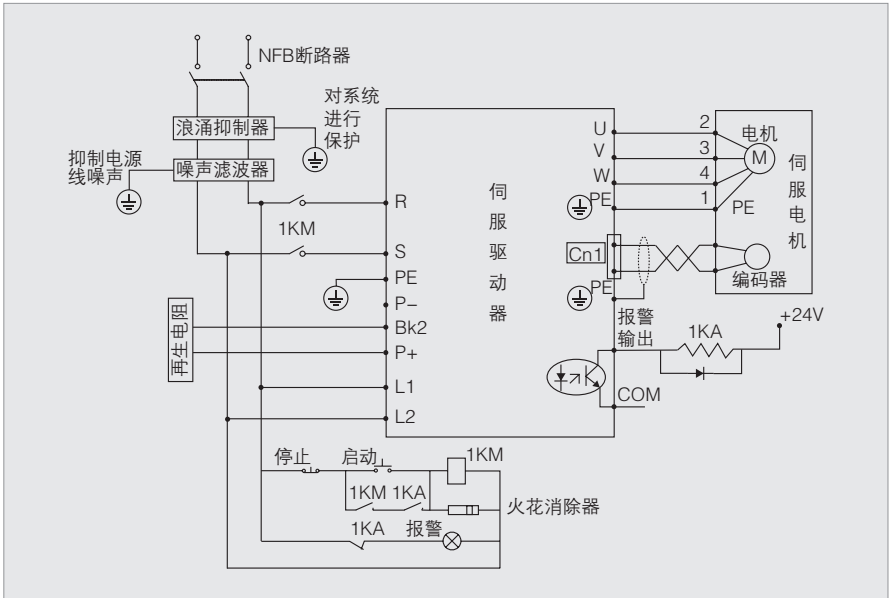 NFB断路器
对系统
进行
保护
浪涌抑制器
抑制电源
线噪声
噪声滤波器
1KM
R
S
PE
P−
Bk2
P+
L1
L2
再生电阻
伺服驱动器
U
V
W
PE
Cn1
PE
2
3
4
1
电机
M
PE
伺服电机
编码器
报警
输出
1KA
+24V
COM
停止
启动
1KM
1KM
1KA
火花消除器
1KA
报警